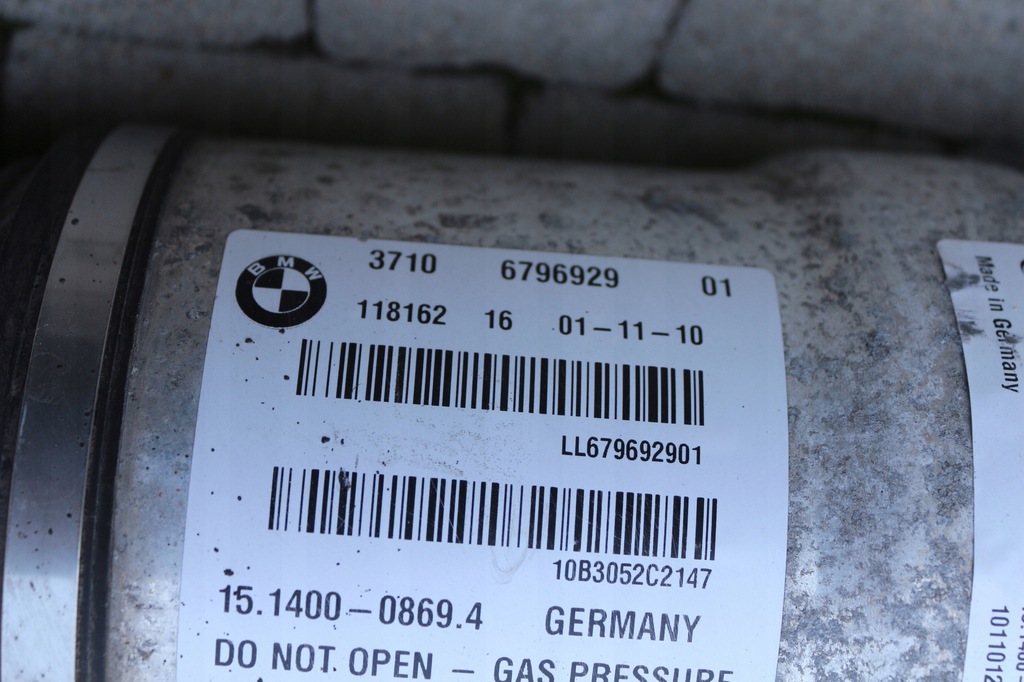 BMW
3710 6796929 01
118162 16 01-11-10
LL679692901
10B3052C2147
15.1400-0869.4 GERMANY
DO NOT OPEN - GAS PRESSURE
Made in Germany